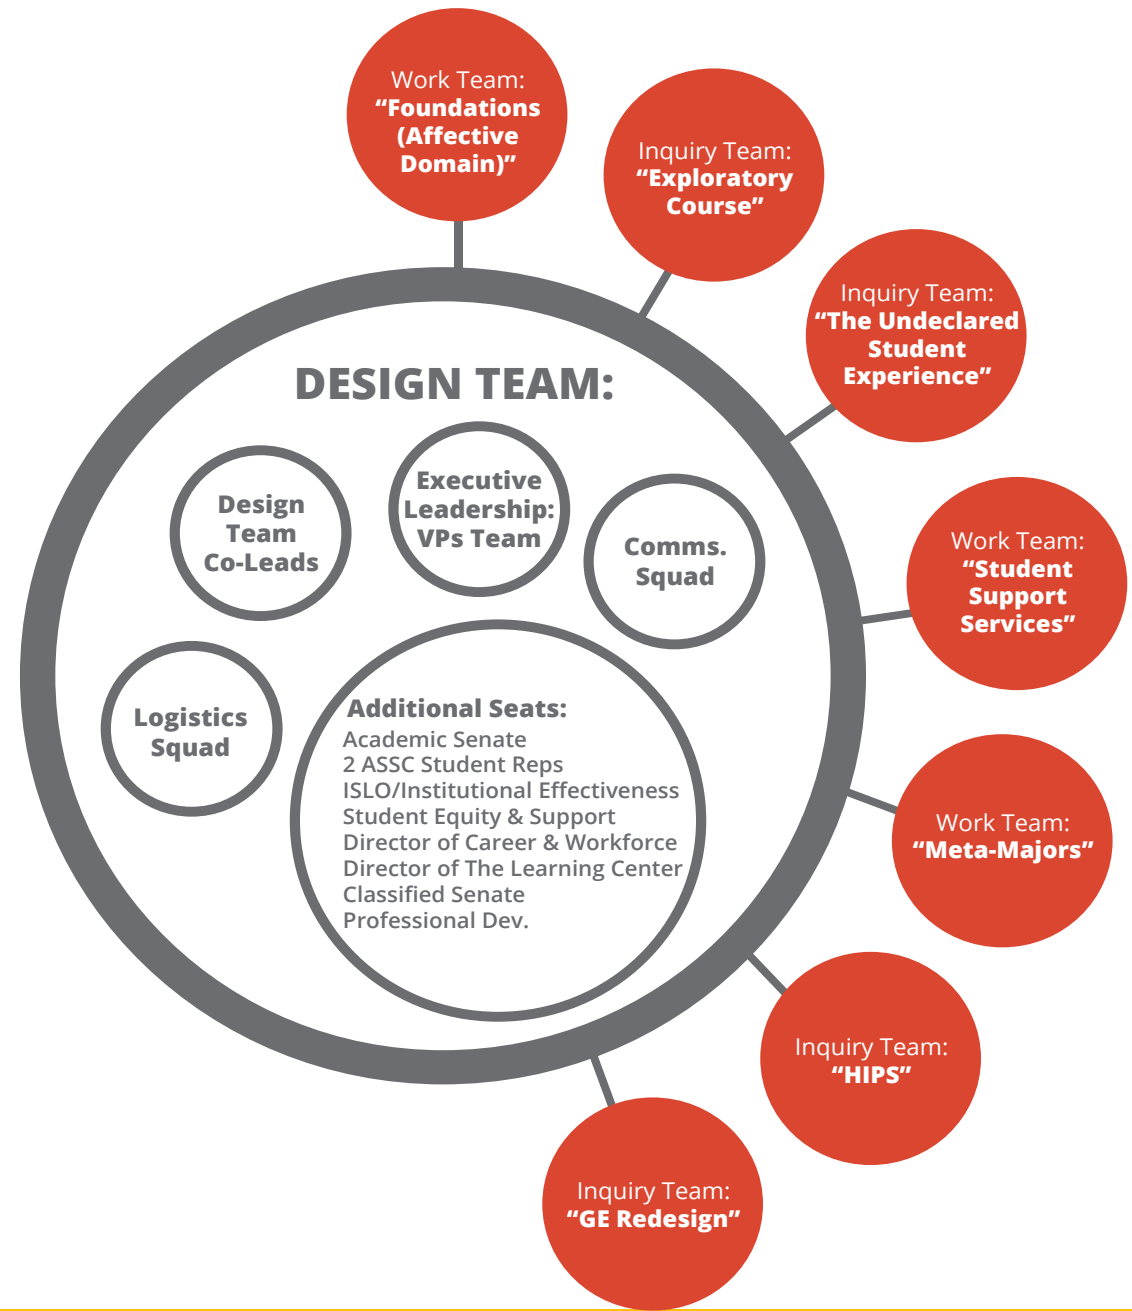 Work Team:
“Foundations
(Affective
Domain)”
Inquiry Team:
“Exploratory
Course”
Inquiry Team:
“The Undeclared
Student
Experience”
Work Team:
“Student
Support
Services”
Work Team:
“Meta-Majors”
Inquiry Team:
“HIPS”
Inquiry Team:
“GE Redesign”
DESIGN TEAM:
Design
Team
Co-Leads
Executive
Leadership:
VPs Team
Comms.
Squad
Logistics
Squad
Additional Seats:
Academic Senate
2 ASSC Student Reps
ISLO/Institutional Effectiveness
Student Equity & Support
Director of Career & Workforce
Director of The Learning Center
Classified Senate
Professional Dev.